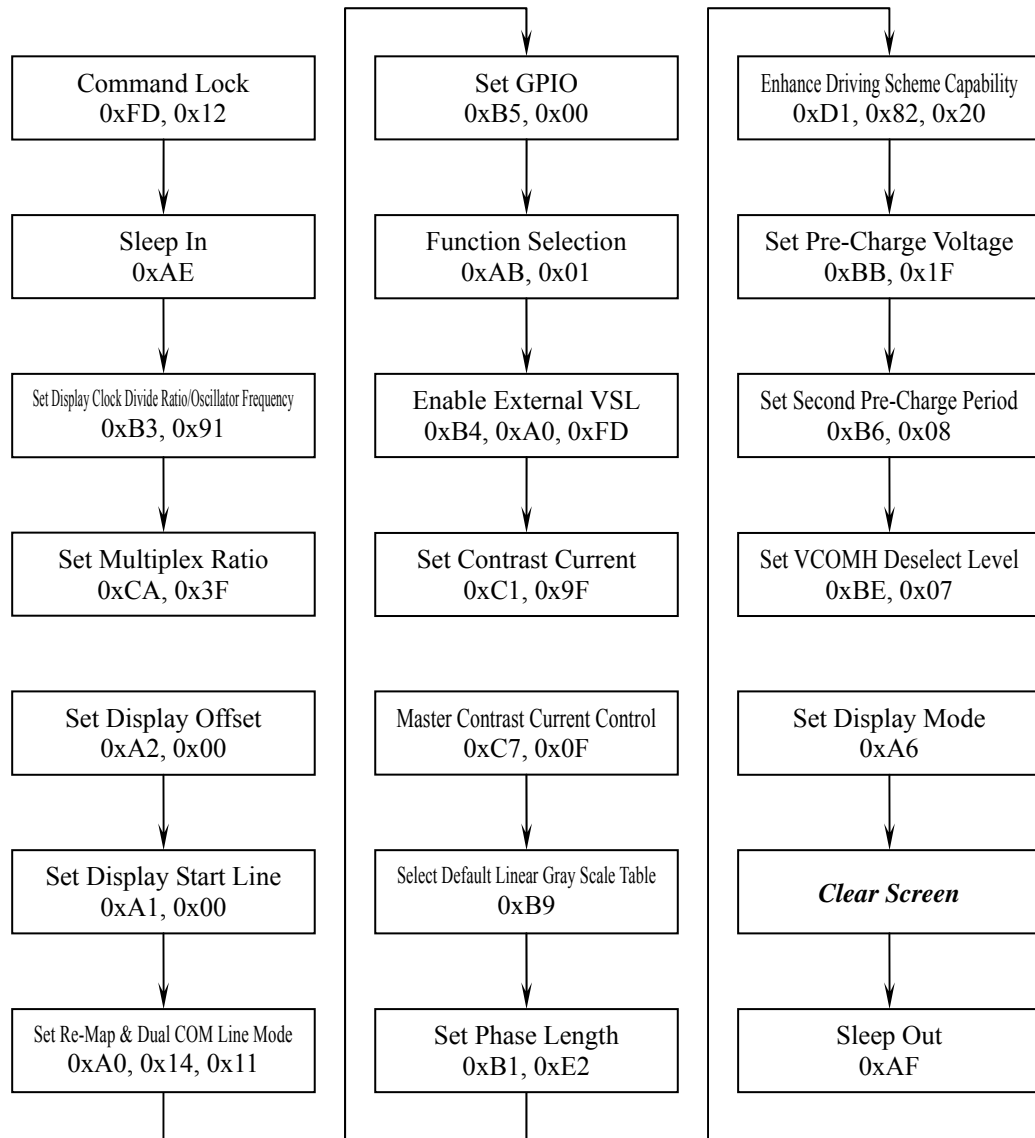 Command Lock
0xFD, 0x12
Sleep In
0xAE
Set Display Clock Divide Ratio/Oscillator Frequency
0xB3, 0x91
Set Multiplex Ratio
0xCA, 0x3F
Set Display Offset
0xA2, 0x00
Set Display Start Line
0xA1, 0x00
Set Re-Map & Dual COM Line Mode
0xA0, 0x14, 0x11
Set GPIO
0xB5, 0x00
Function Selection
0xAB, 0x01
Enable External VSL
0xB4, 0xA0, 0xFD
Set Contrast Current
0xC1, 0x9F
Master Contrast Current Control
0xC7, 0x0F
Select Default Linear Gray Scale Table
0xB9
Set Phase Length
0xB1, 0xE2
Enhance Driving Scheme Capability
0xD1, 0x82, 0x20
Set Pre-Charge Voltage
0xBB, 0x1F
Set Second Pre-Charge Period
0xB6, 0x08
Set VCOMH Deselect Level
0xBE, 0x07
Set Display Mode
0xA6
Clear Screen
Sleep Out
0xAF